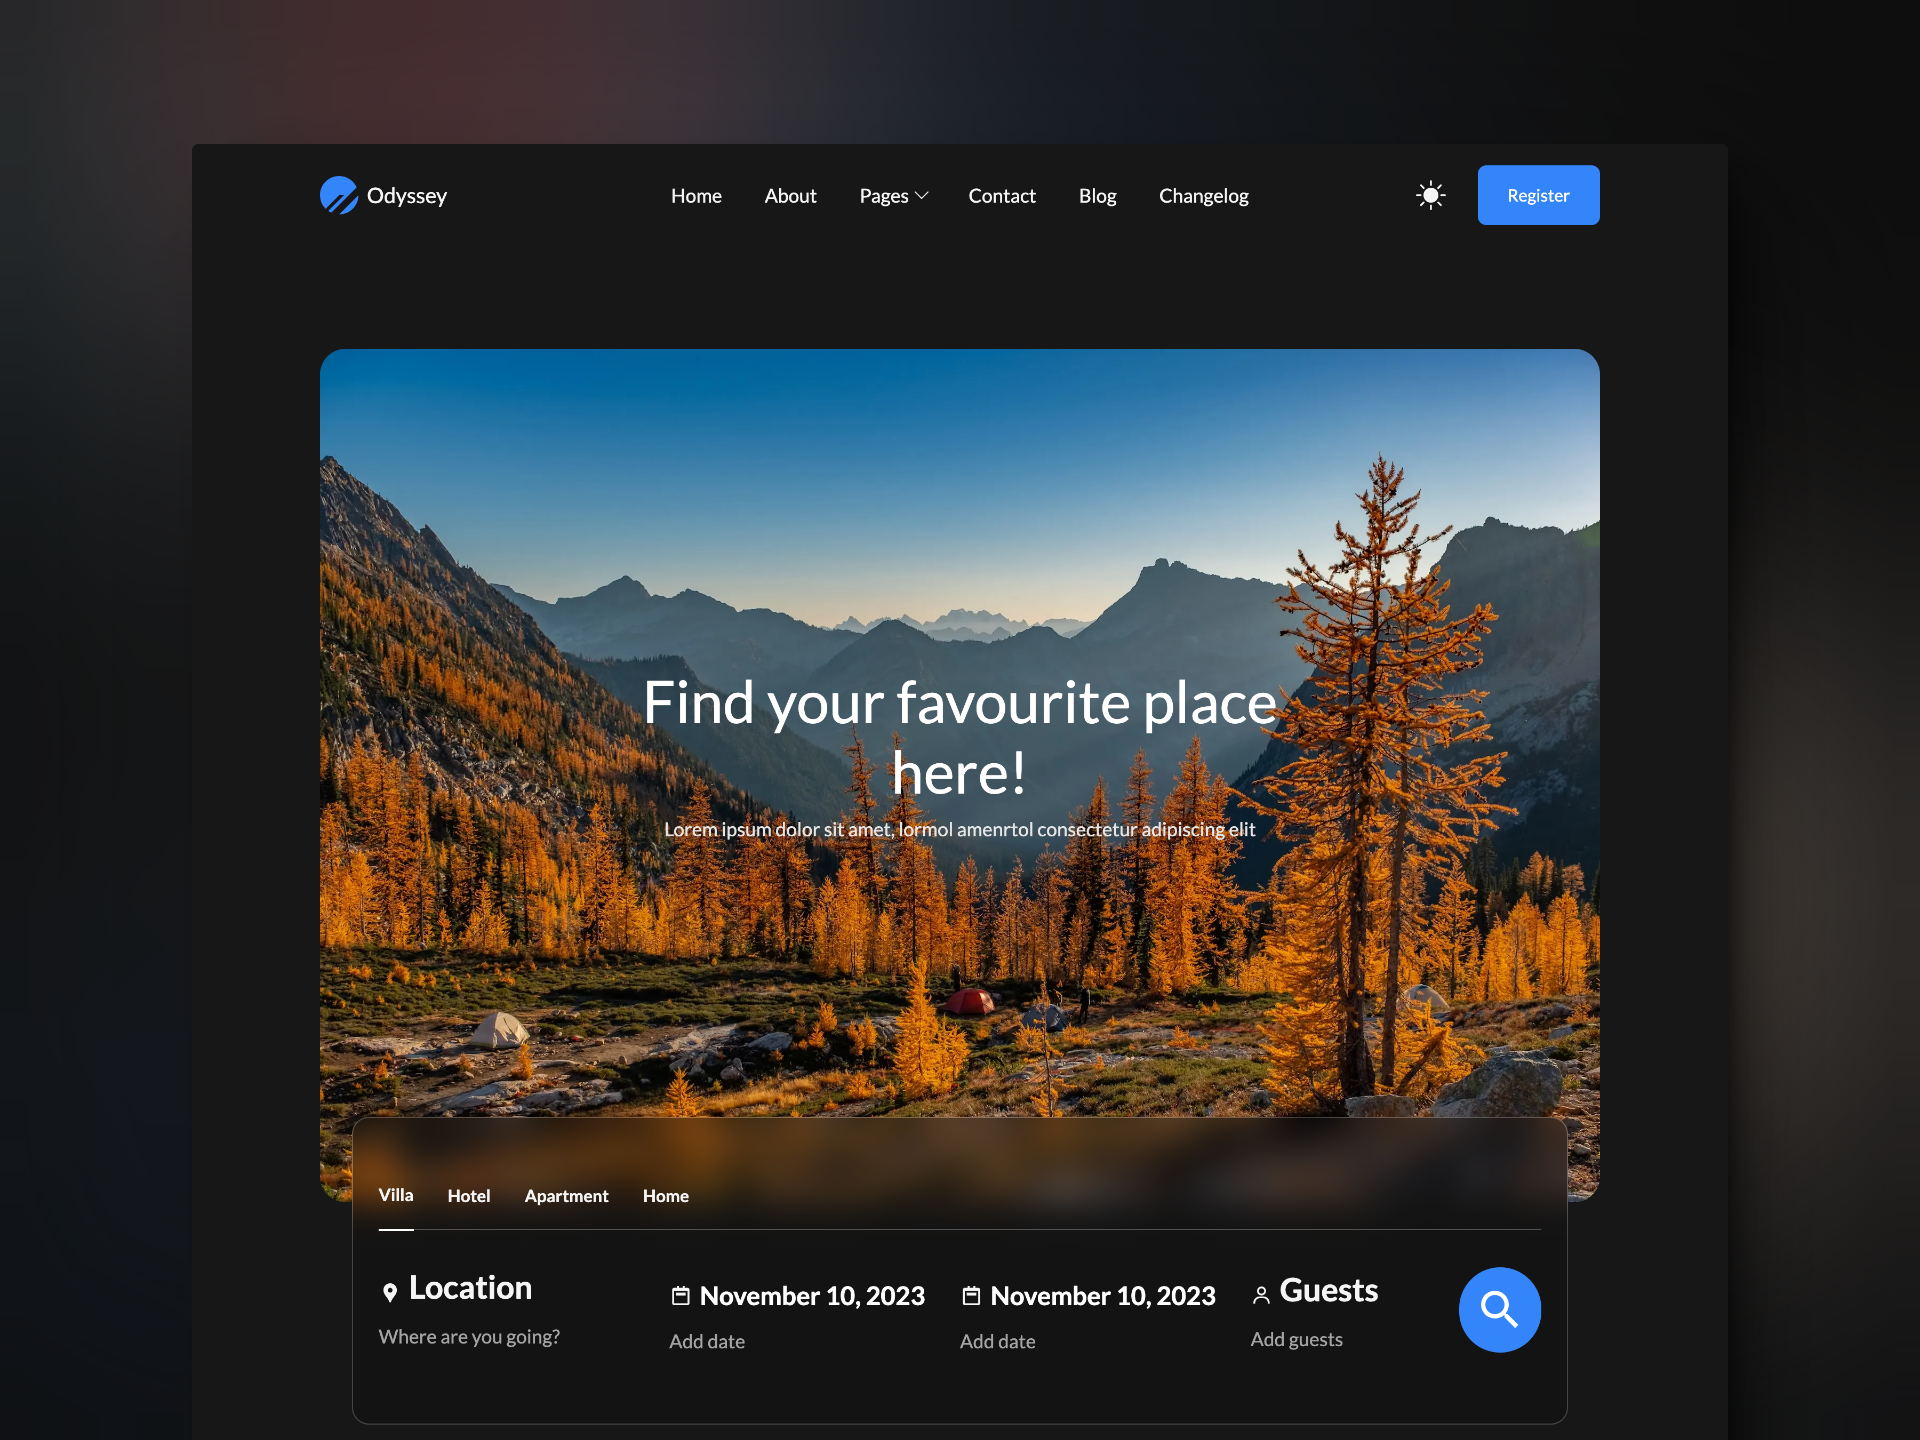 Odyssey
Home About Pages Contact Blog Changelog
Register
Find your favourite place
here!
Lorem ipsum dolor sit amet, lormol amenrtol consectetur adipiscing elit
Villa Hotel Apartment Home
Location November 10, 2023 November 10, 2023 Guests
Where are you going? Add date Add date Add guests